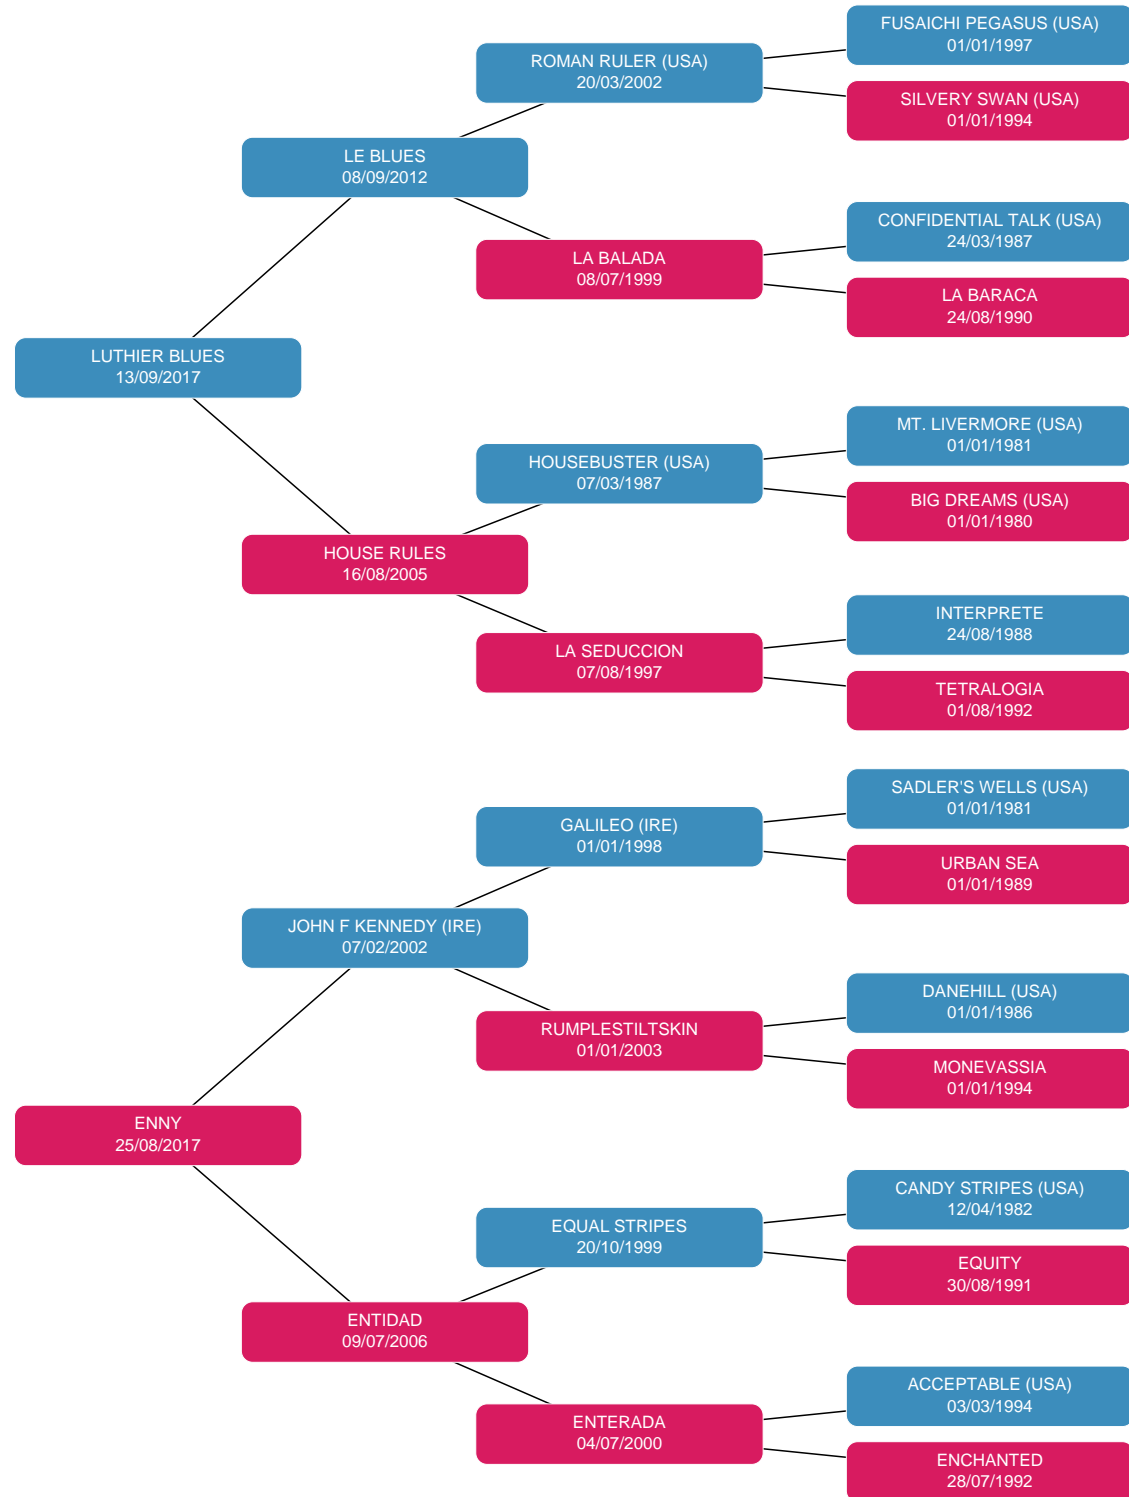 FUSAICHI PEGASUS (USA)
01/01/1997
ROMAN RULER (USA)
20/03/2002
SILVERY SWAN (USA)
01/01/1994
LE BLUES
08/09/2012
CONFIDENTIAL TALK (USA)
24/03/1987
LA BALADA
08/07/1999
LA BARACA
24/08/1990
LUTHIER BLUES
13/09/2017
MT. LIVERMORE (USA)
01/01/1981
HOUSEBUSTER (USA)
07/03/1987
BIG DREAMS (USA)
01/01/1980
HOUSE RULES
16/08/2005
INTERPRETE
24/08/1988
LA SEDUCCION
07/08/1997
TETRALOGIA
01/08/1992
SADLER'S WELLS (USA)
01/01/1981
GALILEO (IRE)
01/01/1998
URBAN SEA
01/01/1989
JOHN F KENNEDY (IRE)
07/02/2002
DANEHILL (USA)
01/01/1986
RUMPLESTILTSKIN
01/01/2003
MONEVASSIA
01/01/1994
ENNY
25/08/2017
CANDY STRIPES (USA)
12/04/1982
EQUAL STRIPES
20/10/1999
EQUITY
30/08/1991
ENTIDAD
09/07/2006
ACCEPTABLE (USA)
03/03/1994
ENTERADA
04/07/2000
ENCHANTED
28/07/1992